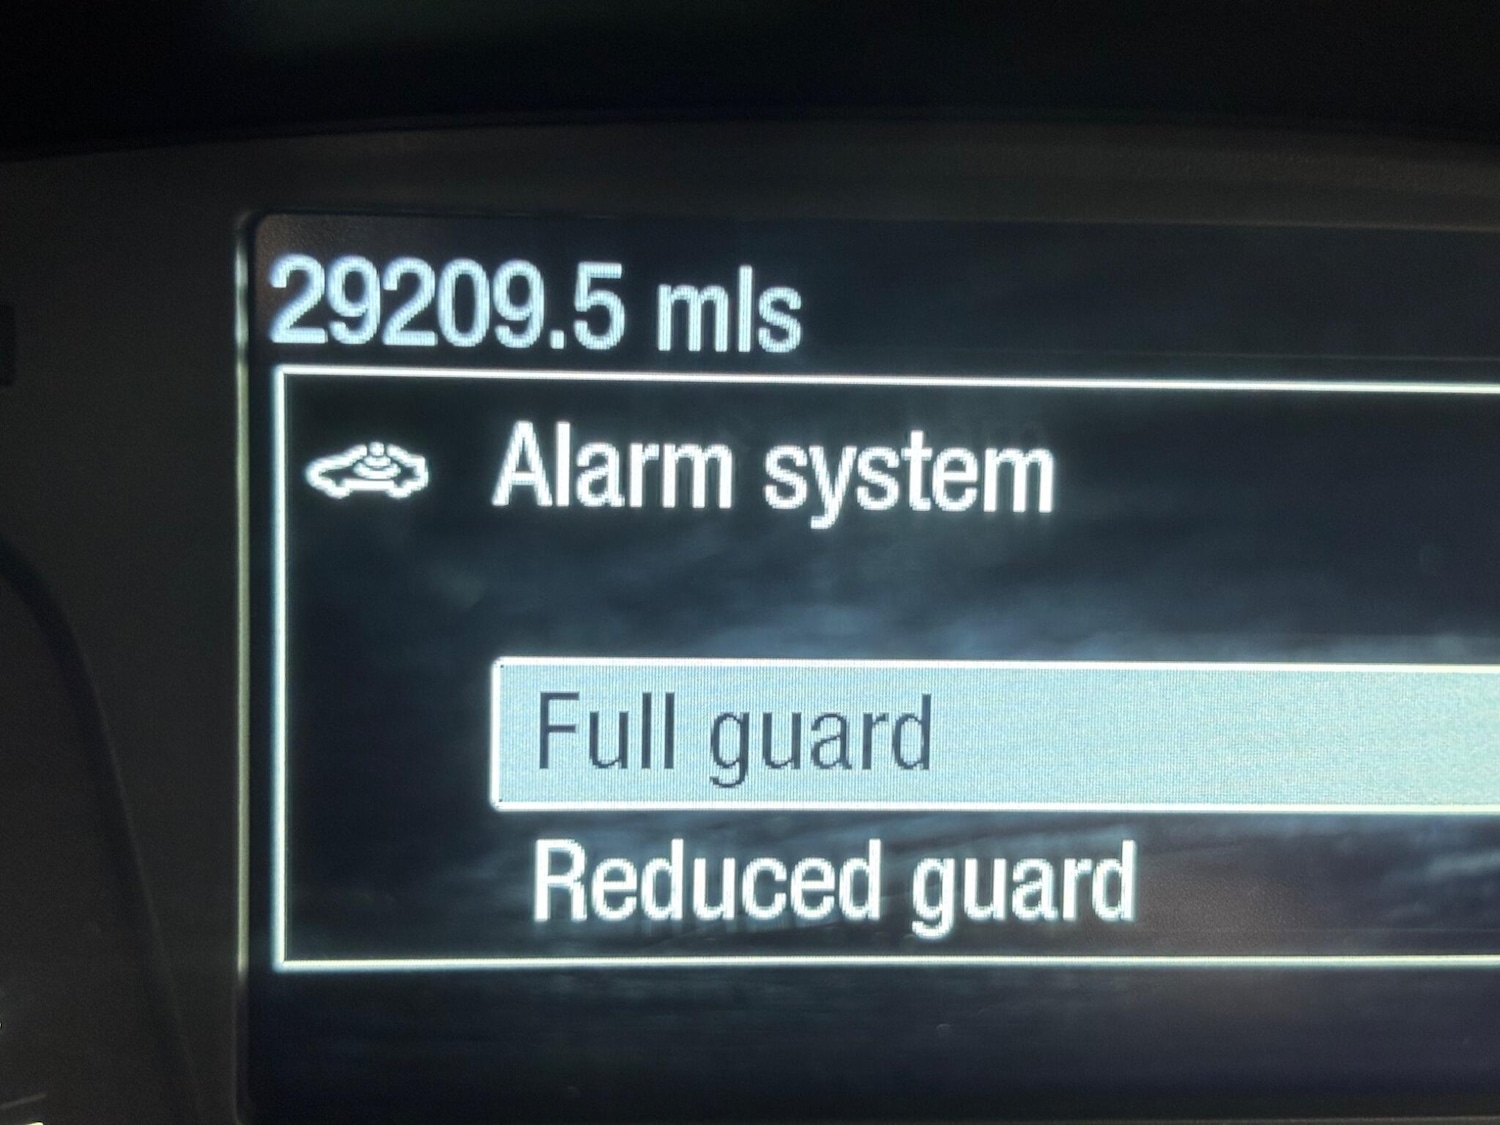 29209.5 mls
Alarm system
Full guard
Reduced guard